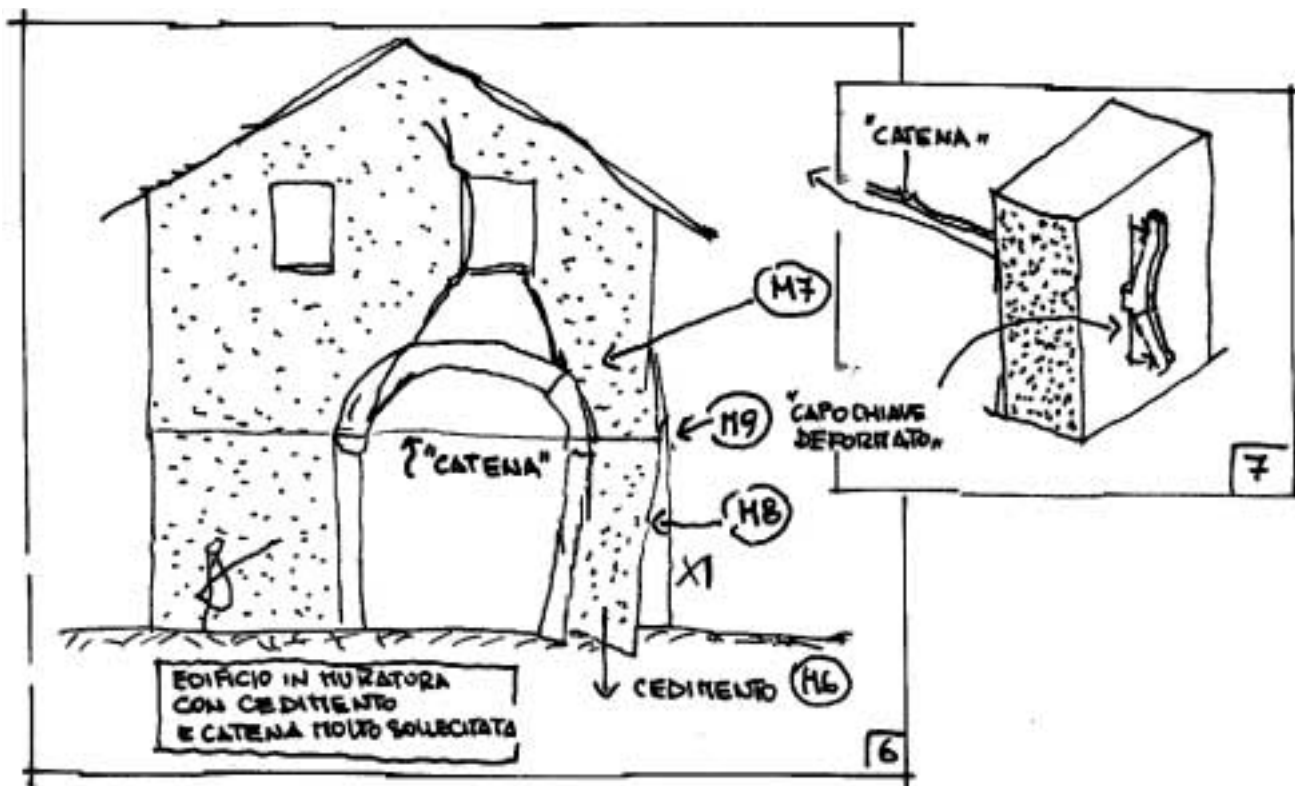 "CATENA"
M7
M9
"CATENA"
"CAPOCHIAVE
DEFORMATO"
7
M8
EDIFICIO IN MURATURA
CON CEDIMENTO
E CATENA MOLTO SOLLECITATA
CEDIMENTO M6
6